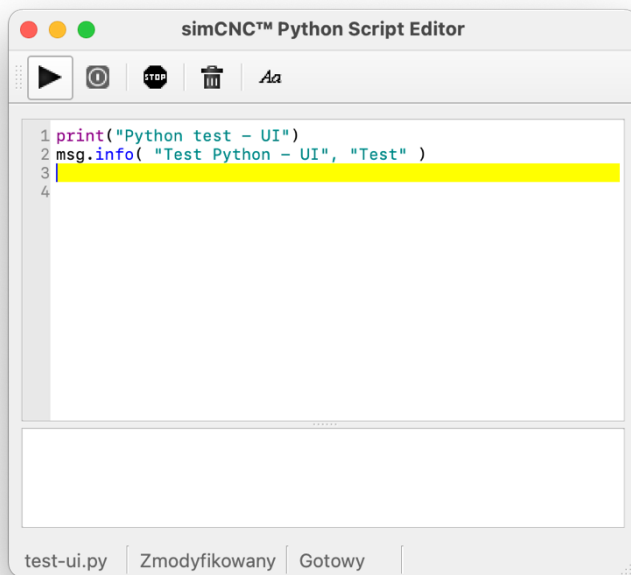 simCNC™ Python Script Editor
STOP
Aa
1 print("Python test – UI")
2 msg.info( "Test Python – UI", "Test" )
3
4
test-ui.py Zmodyfikowany Gotowy